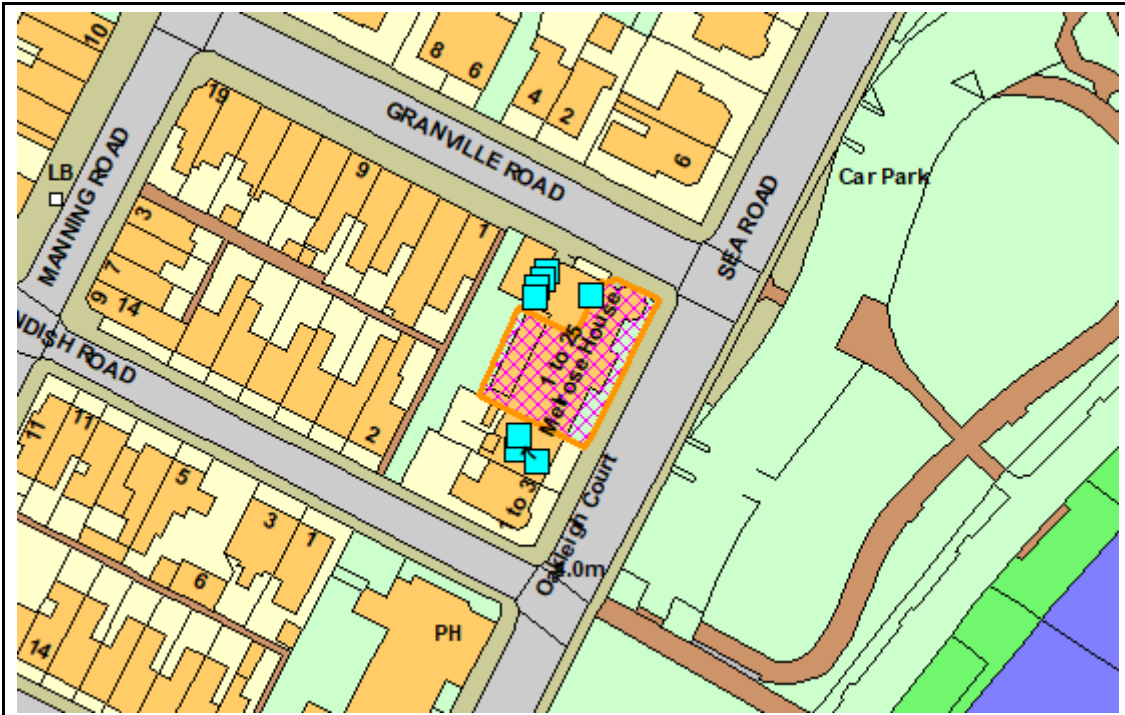 10
8
6
4
2
6
19
GRANVILLE ROAD
LB
MANNING ROAD
9
Car Park
SEA ROAD
3
1
7
9
14
1 to 25
Melrose House
NDISH ROAD
2
11
11
5
3
1
6
1 to 3
Oakleigh Court
.0m
PH
14